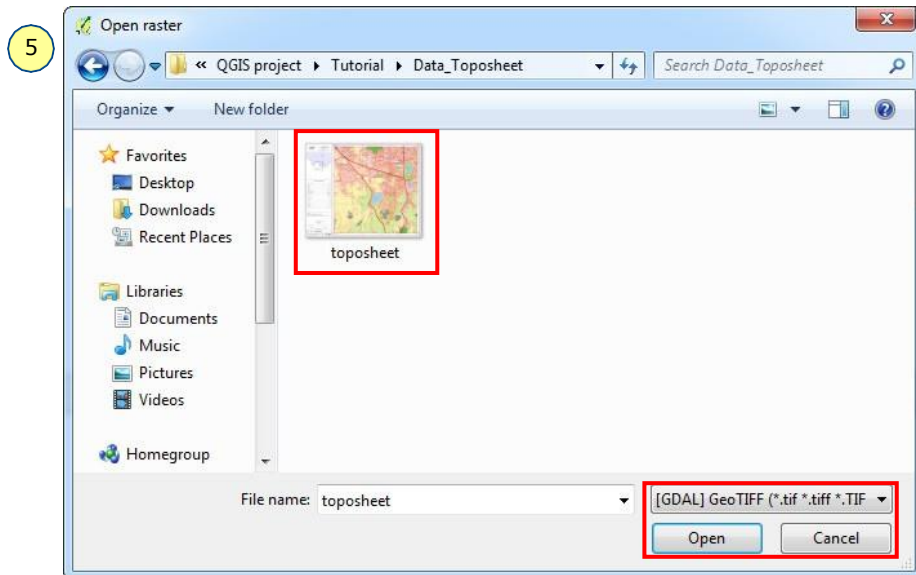 5
Open raster
« QGIS project ▸ Tutorial ▸ Data_Toposheet
Search Data_Toposheet
Organize ▾ New folder
Favorites
Desktop
Downloads
Recent Places
Libraries
Documents
Music
Pictures
Videos
Homegroup
toposheet
File name: toposheet
[GDAL] GeoTIFF (*.tif *.tiff *.TIF
Open Cancel